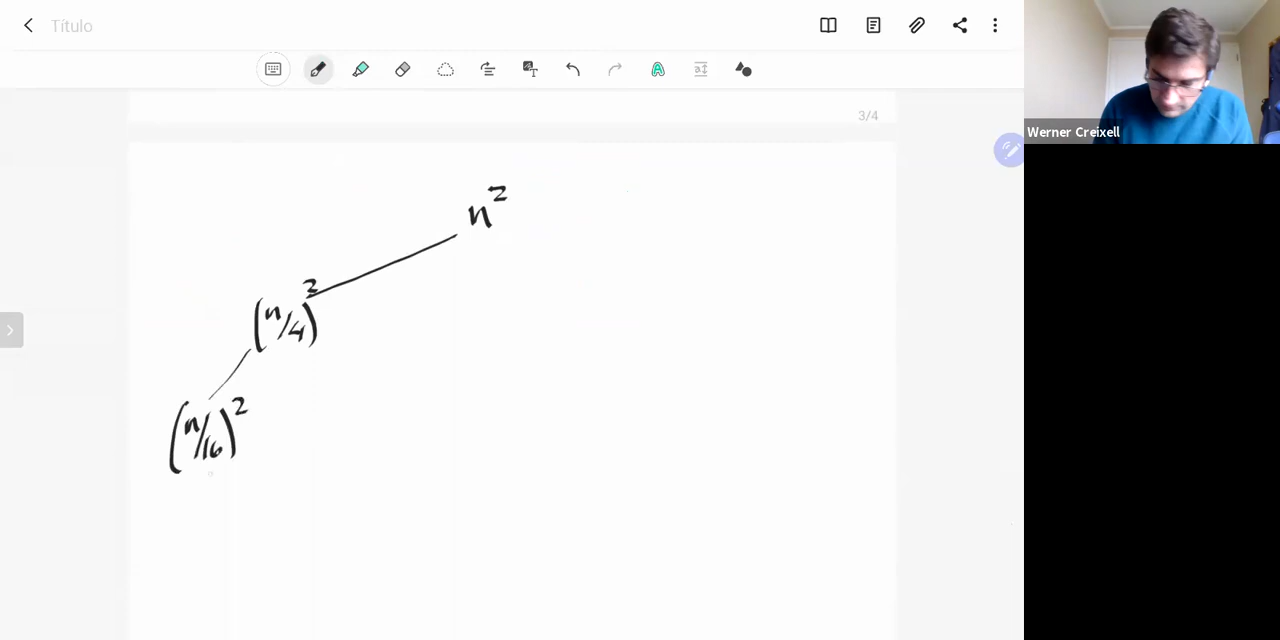 Título
3/4
Werner Creixell
n²
(n/4)²
(n/16)²